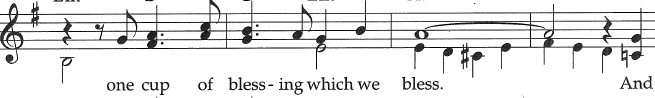 one cup of bless-ing which we bless. And